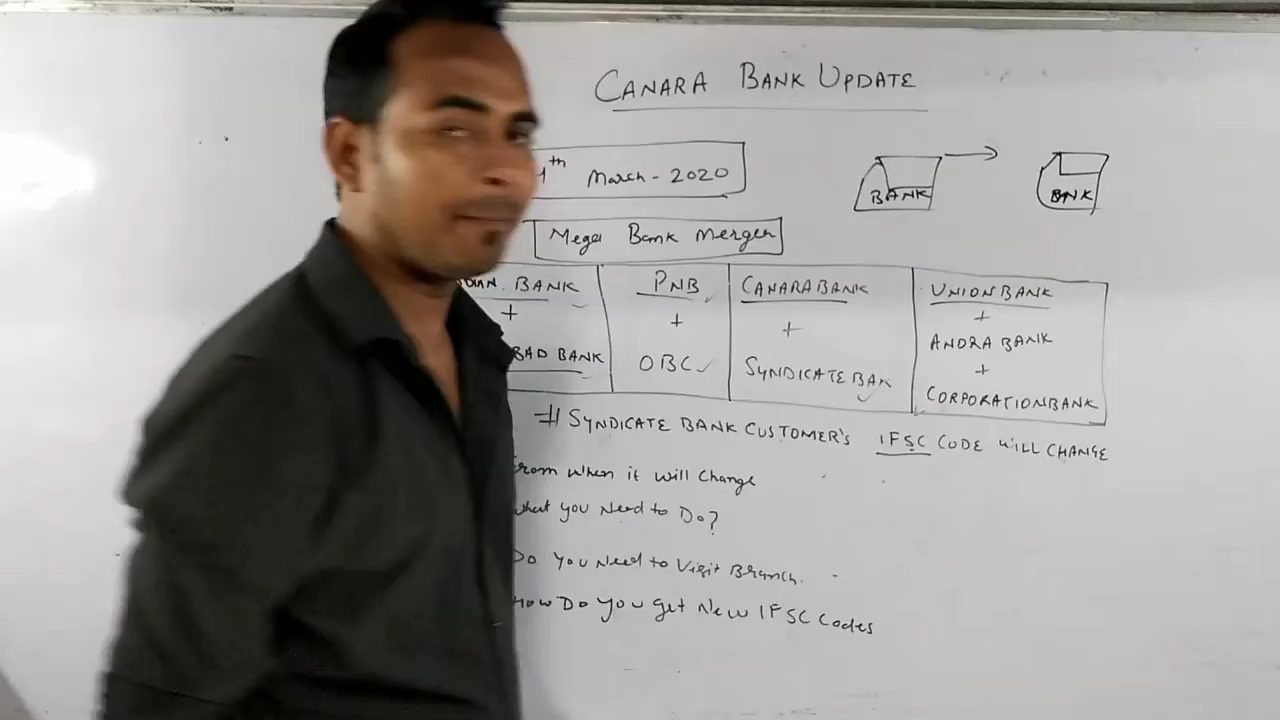 CANARA BANK UPDATE
th March - 2020
BANK
BNK
Mega Bank Merger
BANK PNB CANARA BANK UNION BANK
+ + + +
BAD BANK OBC SYNDICATE BAK ANDRA BANK
+
CORPORATION BANK
# SYNDICATE BANK CUSTOMER'S IFSC CODE WILL CHANGE
From When it will Change
What you Need to Do?
Do You Need to Visit Branch.
How Do You get New IFSC Codes